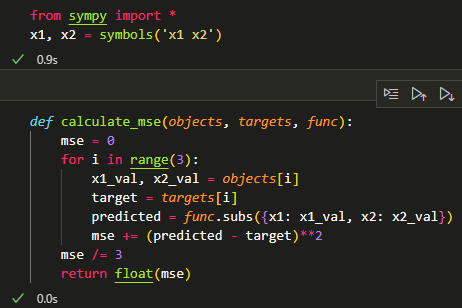 from sympy import *
x1, x2 = symbols('x1 x2')
0.9s
def calculate_mse(objects, targets, func):
    mse = 0
    for i in range(3):
        x1_val, x2_val = objects[i]
        target = targets[i]
        predicted = func.subs({x1: x1_val, x2: x2_val})
        mse += (predicted - target)**2
    mse /= 3
    return float(mse)
0.0s